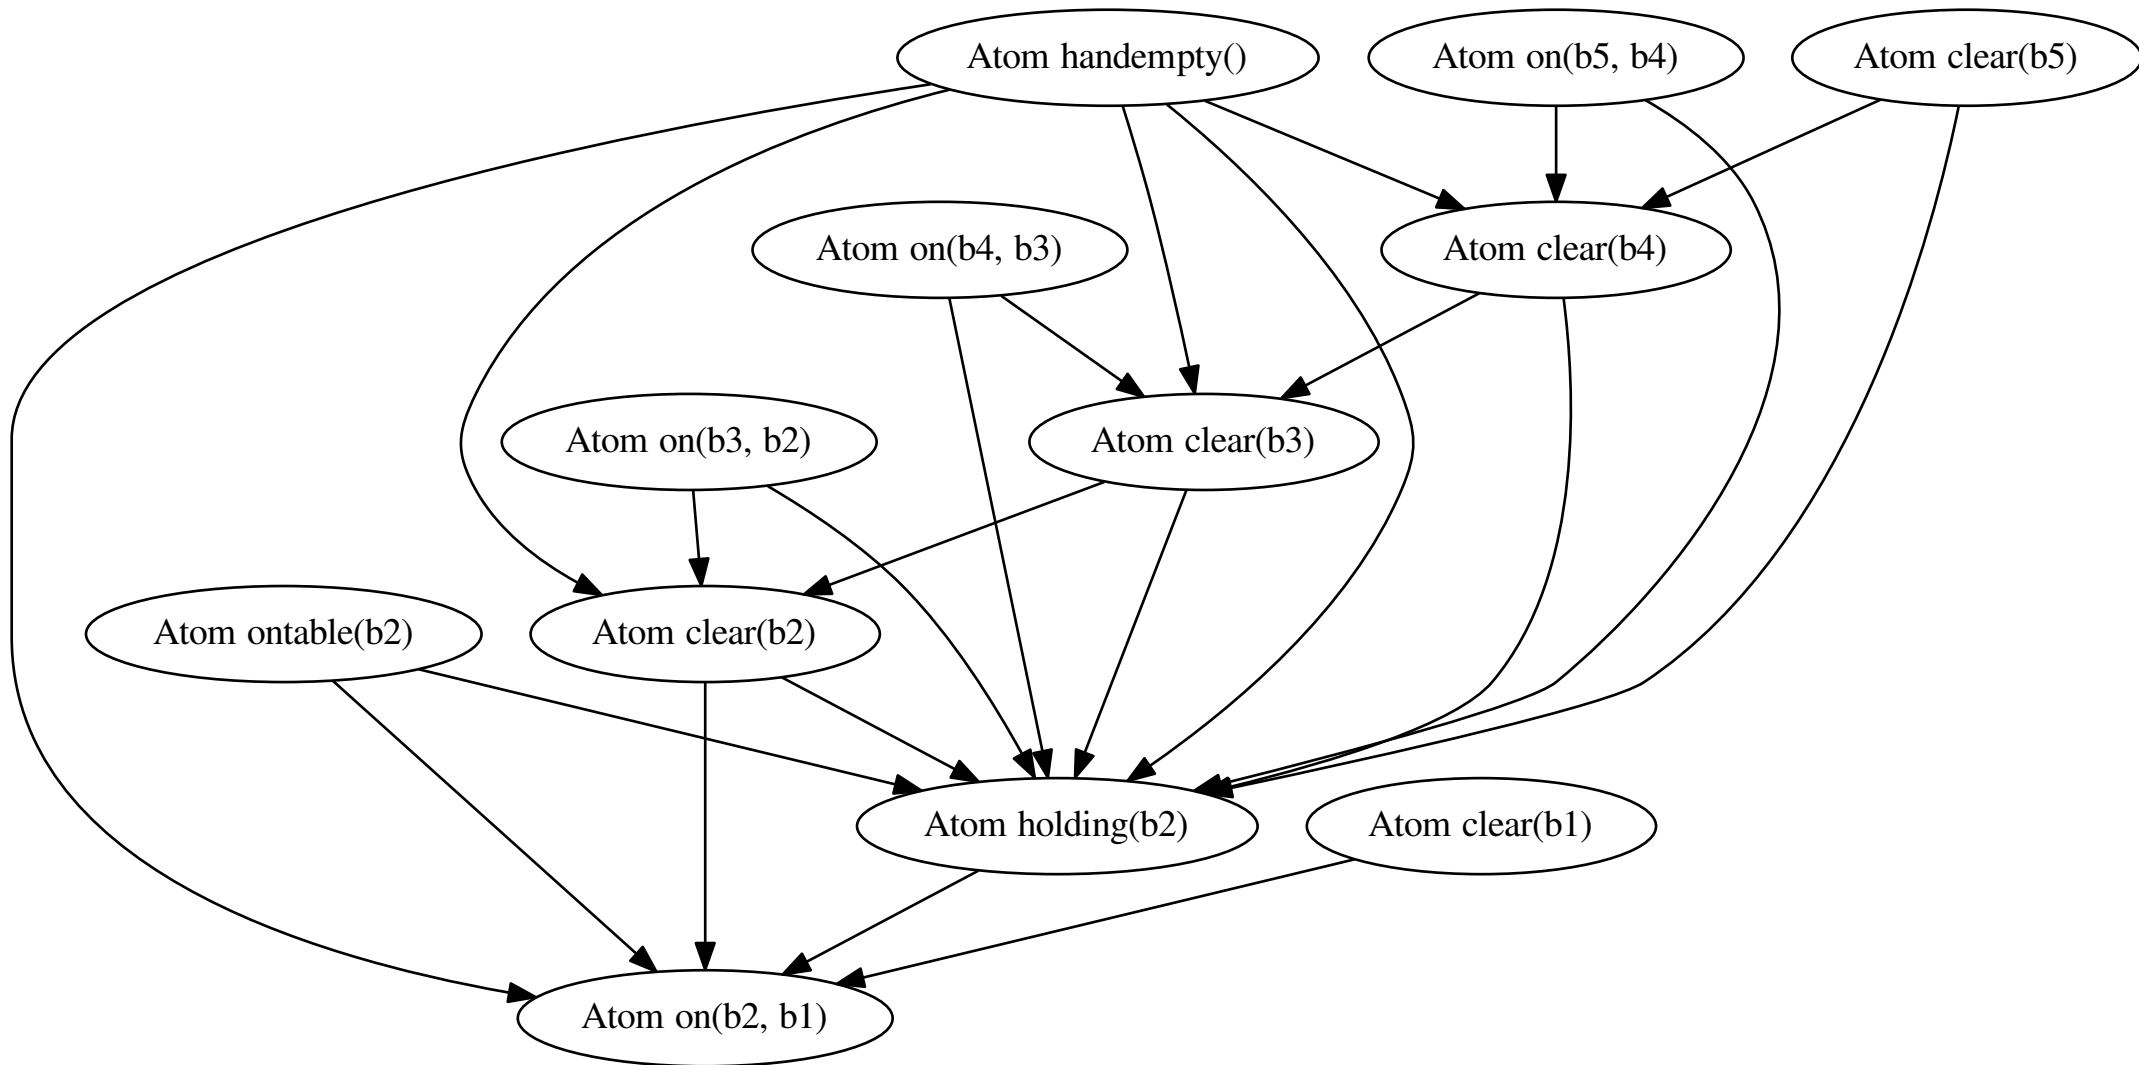 Atom handempty()
Atom on(b5, b4)
Atom clear(b5)
Atom on(b4, b3)
Atom clear(b4)
Atom on(b3, b2)
Atom clear(b3)
Atom ontable(b2)
Atom clear(b2)
Atom holding(b2)
Atom clear(b1)
Atom on(b2, b1)